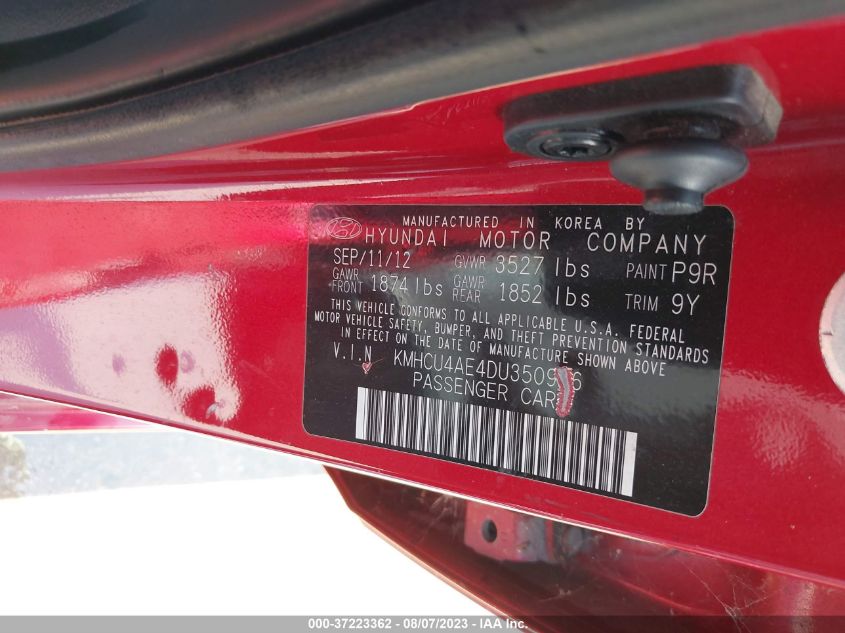 MANUFACTURED IN KOREA BY
HYUNDAI MOTOR COMPANY
SEP/11/12 GVWR 3527 lbs PAINT P9R
GAWR FRONT 1874 lbs GAWR REAR 1852 lbs TRIM 9Y
THIS VEHICLE CONFORMS TO ALL APPLICABLE U.S.A. FEDERAL
MOTOR VEHICLE SAFETY, BUMPER, AND THEFT PREVENTION STANDARDS
IN EFFECT ON THE DATE OF MANUFACTURE SHOWN ABOVE
V.I.N
PASSENGER CAR
000-37223362 - 08/07/2023 - IAA Inc.